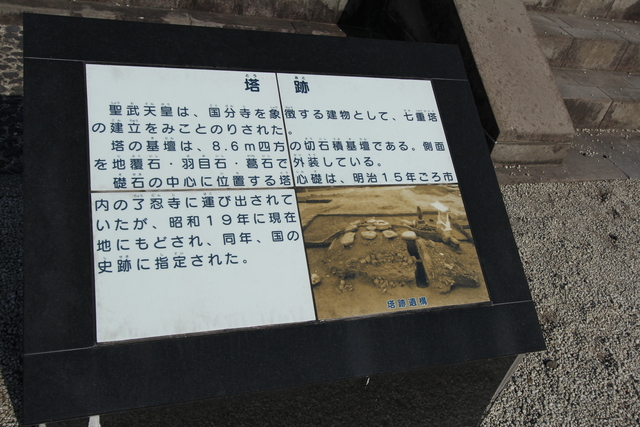 塔跡
聖武天皇は、国分寺を象徴する建物として、七重塔
の建立をみことのりされた。
塔の基壇は、8.6m四方の切石積基壇である。側面
を地覆石・羽目石・葛石で外装している。
礎石の中心に位置する塔心礎は、明治15年ごろ市
内の了忍寺に運び出されて
いたが、昭和19年に現在
地にもどされ、同年、国の
史跡に指定された。
塔跡遺構